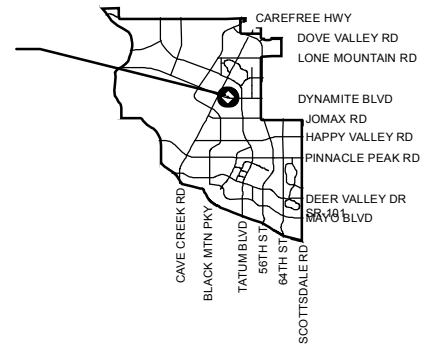 CAREFREE HWY
DOVE VALLEY RD
LONE MOUNTAIN RD
DYNAMITE BLVD
JOMAX RD
HAPPY VALLEY RD
PINNACLE PEAK RD
DEER VALLEY DR
SR-101
MAYO BLVD
CAVE CREEK RD
BLACK MTN PKY
TATUM BLVD
56TH ST
64TH ST
SCOTTSDALE RD